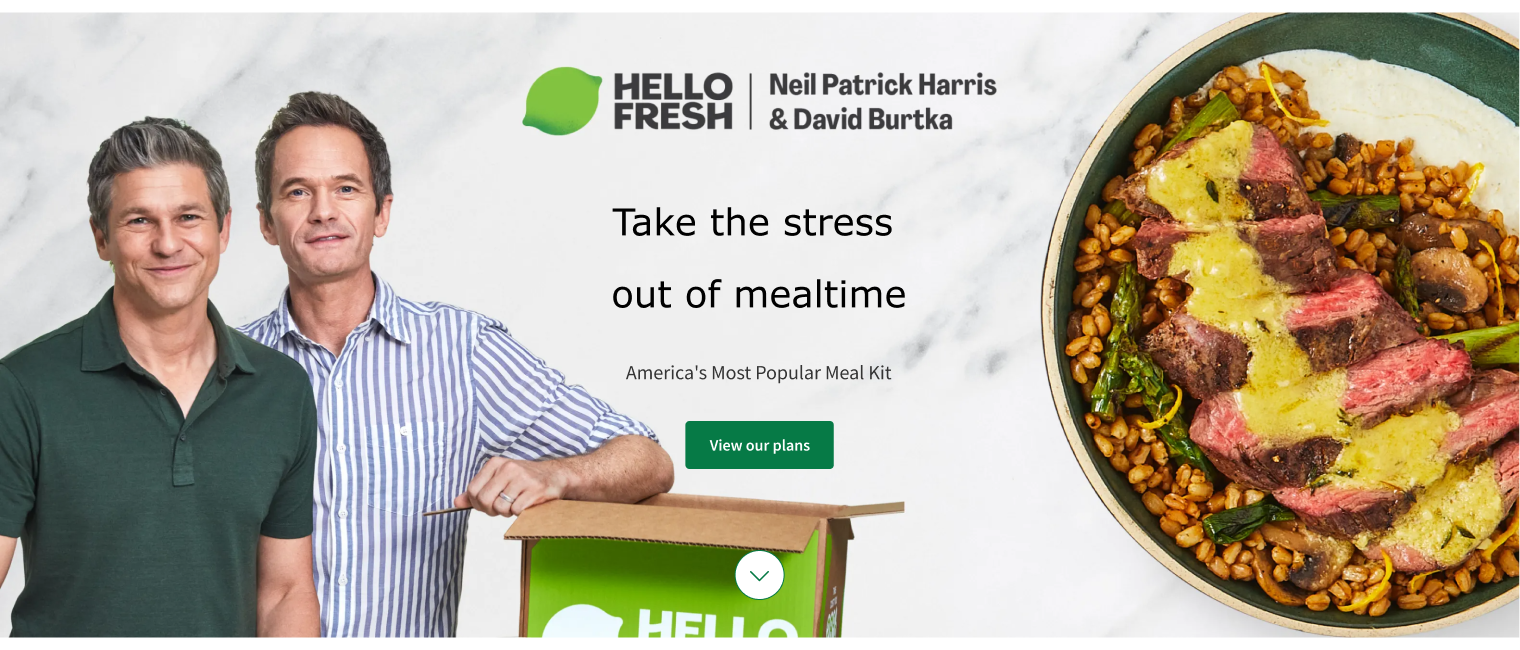 HELLO
FRESH
Neil Patrick Harris
& David Burtka
Take the stress
out of mealtime
America's Most Popular Meal Kit
View our plans
HELLO